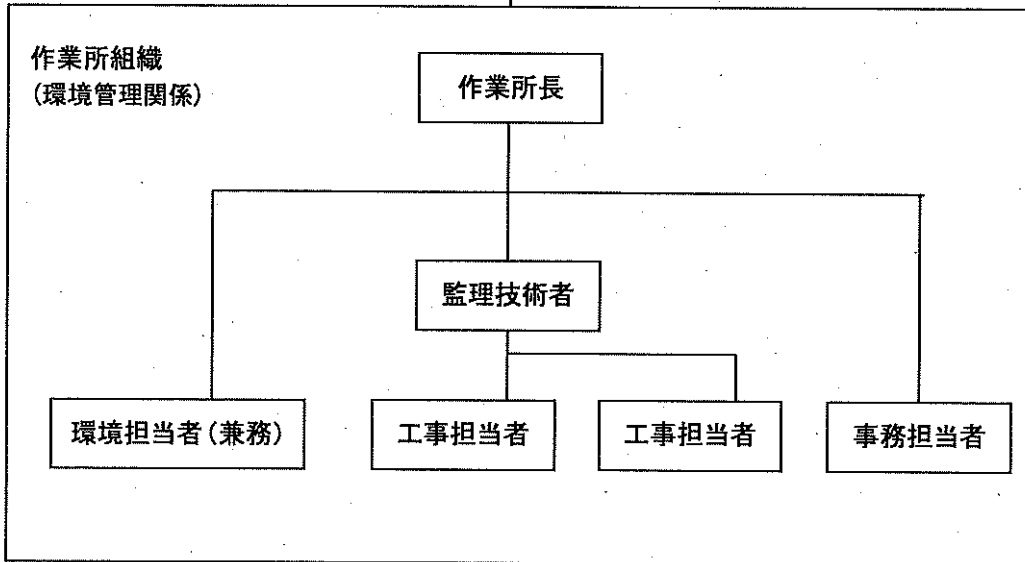 作業所組織
(環境管理関係)
作業所長
監理技術者
環境担当者(兼務)
工事担当者
工事担当者
事務担当者